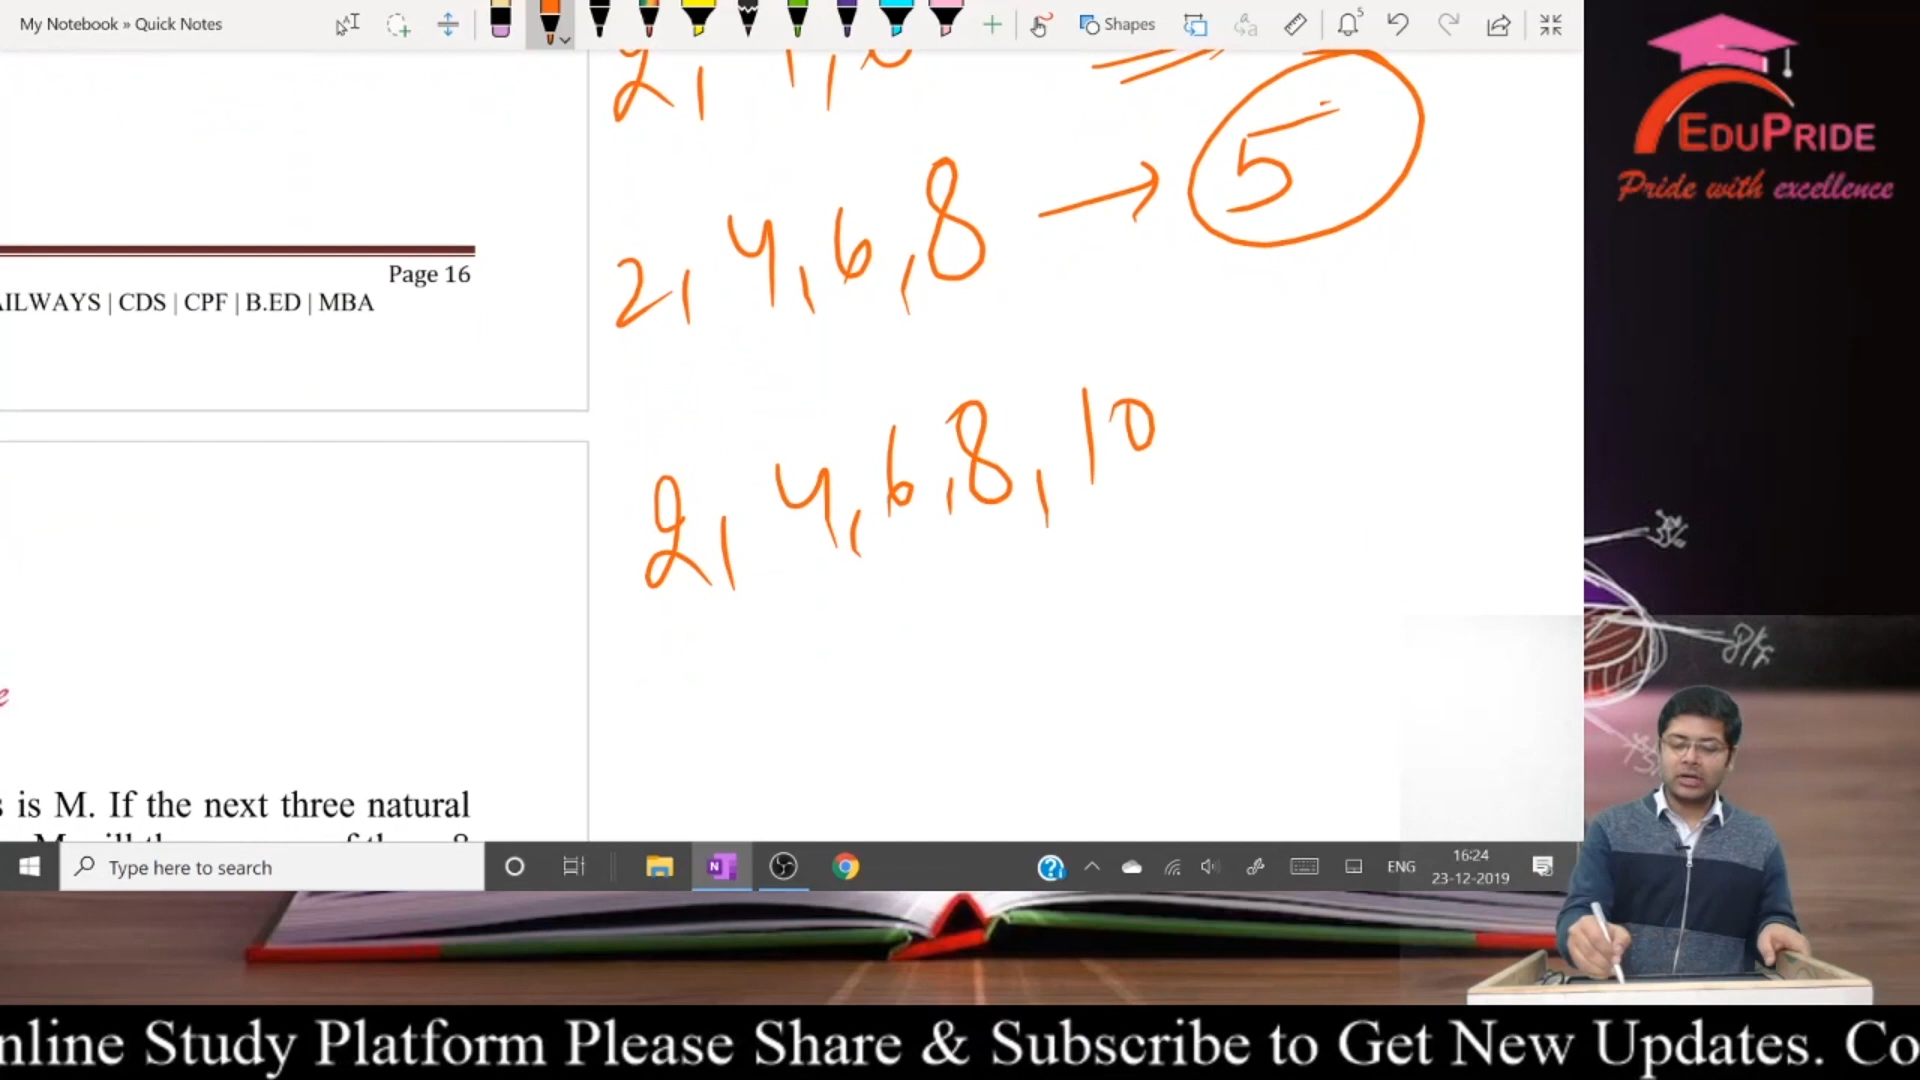 My Notebook » Quick Notes
Shapes
5
EDUPRIDE
Pride with excellence
2, 4, 6, 8 → 5
Page 16
AILWAYS | CDS | CPF | B.ED | MBA
2, 4, 6, 8, 10
s is M. If the next three natural
Type here to search
ENG
16:24
23-12-2019
nline Study Platform Please Share & Subscribe to Get New Updates. Co